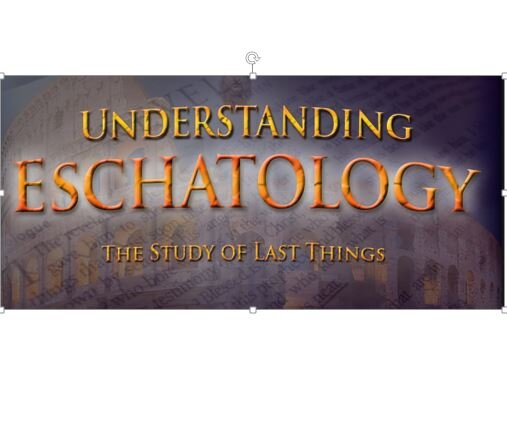 UNDERSTANDING
ESCHATOLOGY
THE STUDY OF LAST THINGS